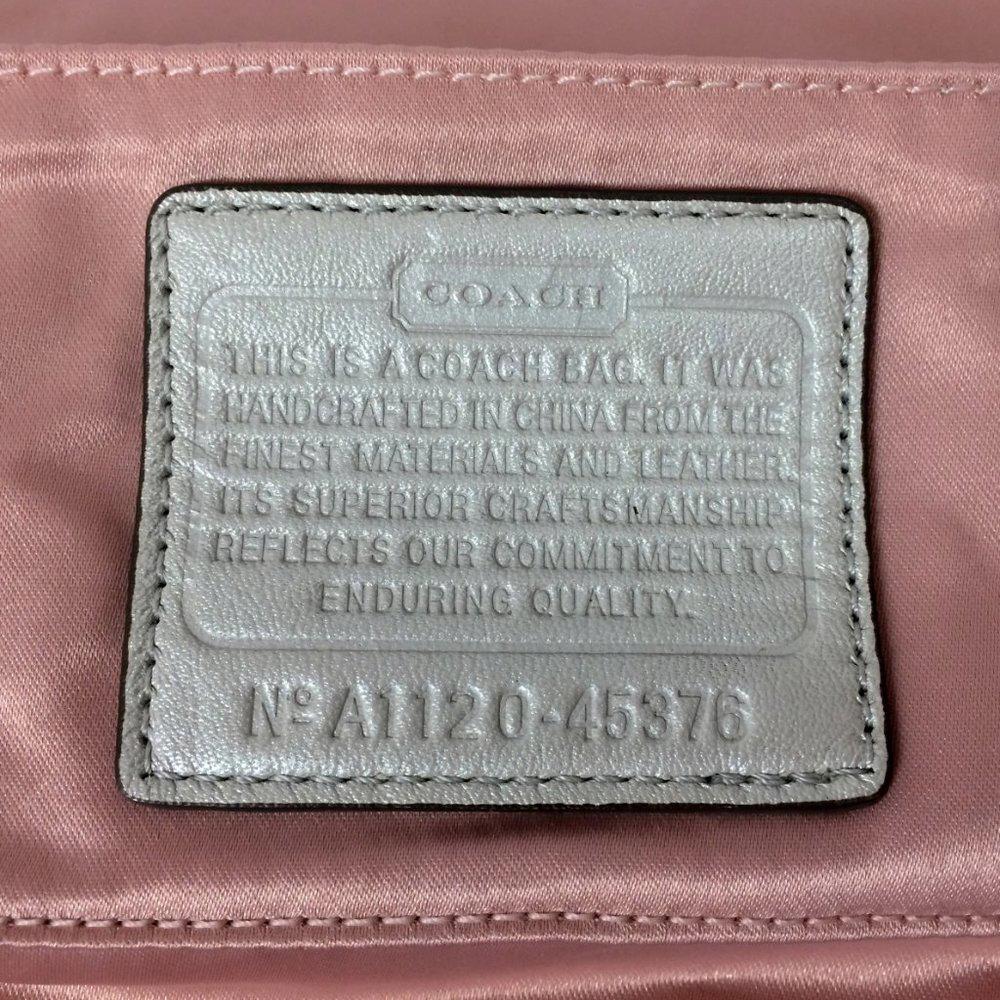 COACH
THIS IS A COACH BAG. IT WAS
HANDCRAFTED IN CHINA FROM THE
FINEST MATERIALS AND LEATHER.
ITS SUPERIOR CRAFTSMANSHIP
REFLECTS OUR COMMITMENT TO
ENDURING QUALITY.
Nº A1120-45376